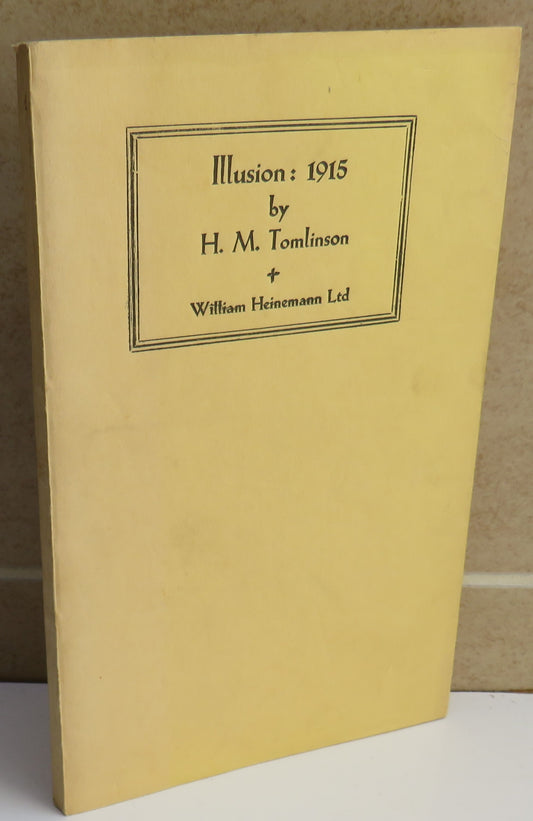 Illusion: 1915
by
H. M. Tomlinson
William Heinemann Ltd